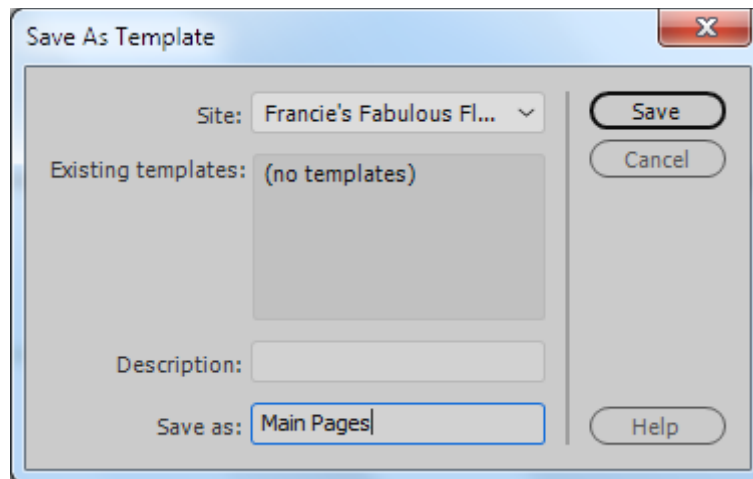 Save As Template
Site: Francie's Fabulous Fl...
Save
Existing templates: (no templates)
Cancel
Description:
Save as: Main Pages
Help